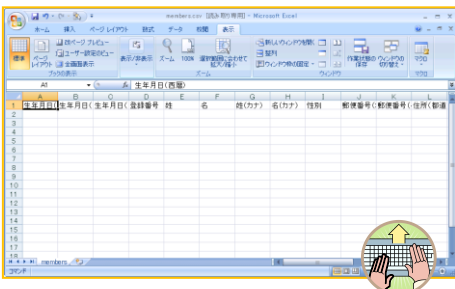 members.csv [読み取り専用] - Microsoft Excel
ホーム 挿入 ページ レイアウト 数式 データ 校閲 表示
標準 ページ レイアウト 改ページ プレビュー ユーザー設定のビュー 全画面表示
表示/非表示 ズーム 100% 選択範囲に合わせて 拡大/縮小
新しいウィンドウを開く 整列 ウィンドウ枠の固定
作業状態の 保存 ウィンドウの 切り替え マクロ
ブックの表示 ズーム ウィンドウ マクロ
A1 fx 生年月日(西暦)
A B C D E F G H I J K L
1 生年月日( 生年月日( 生年月日( 登録番号 姓 名 姓(カナ) 名(カナ) 性別 郵便番号( 郵便番号( 住所(都道
2
3
4
5
6
7
8
9
10
11
12
13
14
15
16
17
18
members
コマンド